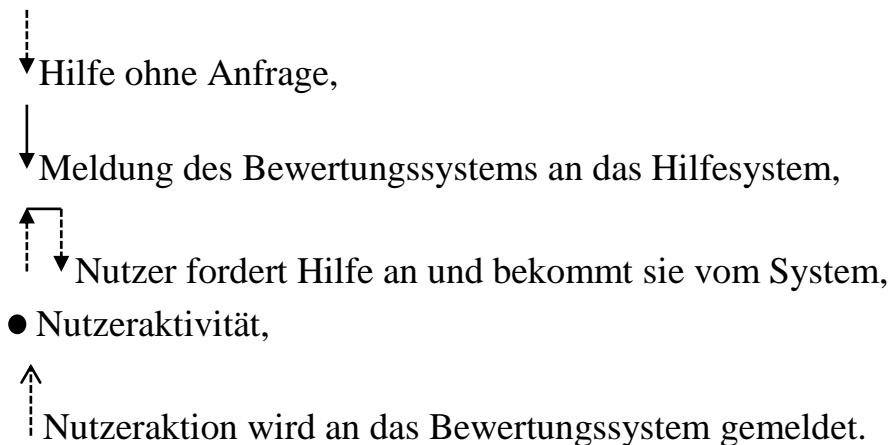 Hilfe ohne Anfrage,
Meldung des Bewertungssystems an das Hilfesystem,
Nutzer fordert Hilfe an und bekommt sie vom System,
Nutzeraktivität,
Nutzeraktion wird an das Bewertungssystem gemeldet.